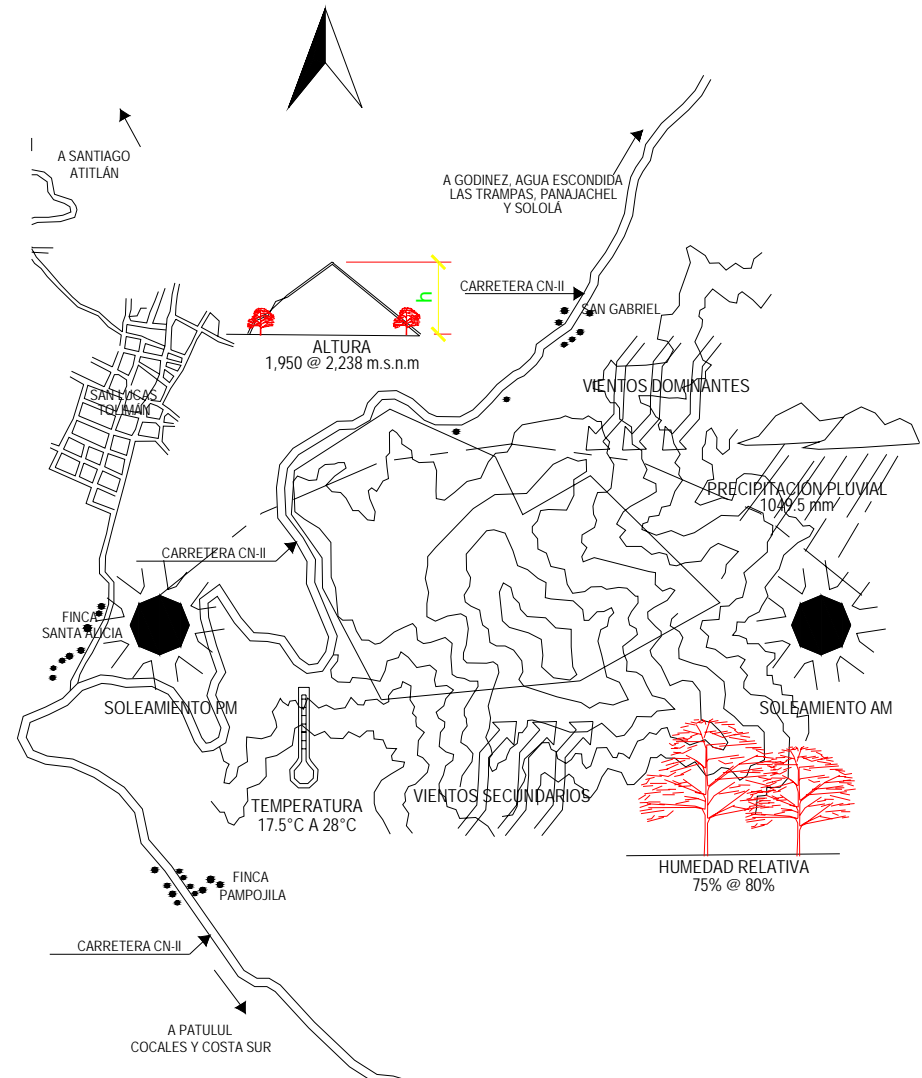 A SANTIAGO
ATITLÁN
A GODINEZ, AGUA ESCONDIDA
LAS TRAMPAS, PANAJACHEL
Y SOLOLÁ
CARRETERA CN-II
h
SAN GABRIEL
ALTURA
1,950 @ 2,238 m.s.n.m
VIENTOS DOMINANTES
SAN LUCAS
TOLIMÁN
PRECIPITACIÓN PLUVIAL
1049.5 mm
CARRETERA CN-II
FINCA
SANTA ALICIA
SOLEAMIENTO PM
SOLEAMIENTO AM
TEMPERATURA
17.5°C A 28°C
VIENTOS SECUNDARIOS
HUMEDAD RELATIVA
75% @ 80%
FINCA
PAMPOJILA
CARRETERA CN-II
A PATULUL
COCALES Y COSTA SUR